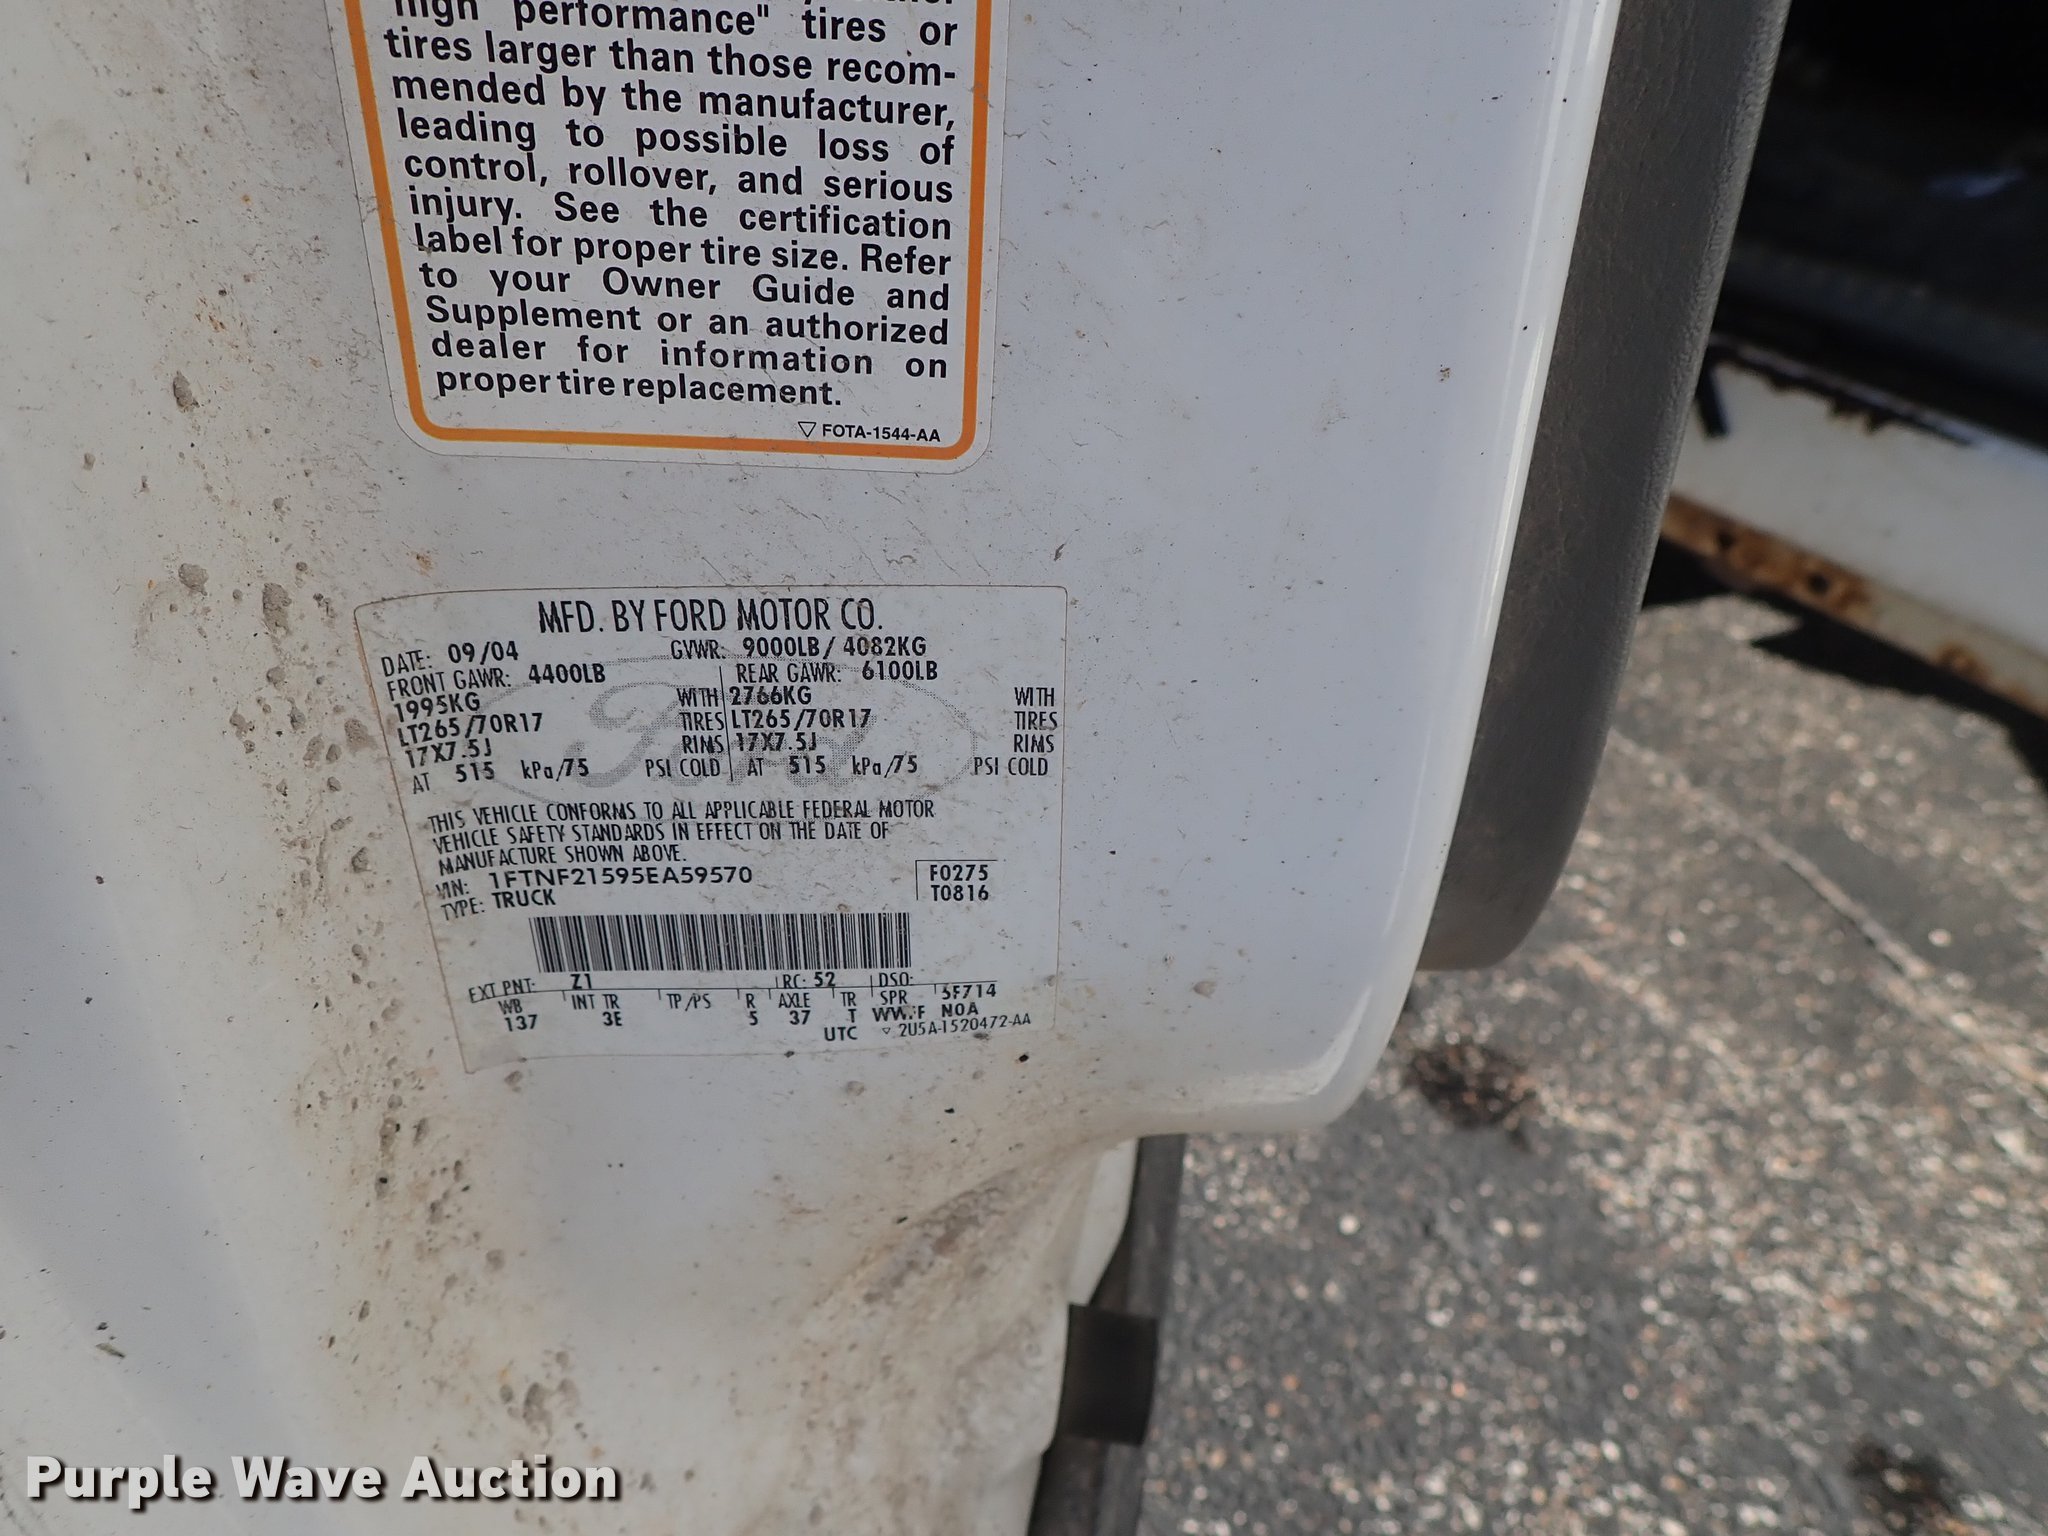 high performance" tires or
tires larger than those recom-
mended by the manufacturer,
leading to possible loss of
control, rollover, and serious
injury. See the certification
label for proper tire size. Refer
to your Owner Guide and
Supplement or an authorized
dealer for information on
proper tire replacement.
▽ FOTA-1544-AA
MFD. BY FORD MOTOR CO.
DATE: 09/04 GVWR: 9000LB/ 4082KG
FRONT GAWR: 4400LB REAR GAWR: 6100LB
1995KG WITH 2766KG WITH
LT265/70R17 TIRES LT265/70R17 TIRES
17X7.5J RIMS 17X7.5J RIMS
AT 515 kPa/75 PSI COLD AT 515 kPa/75 PSI COLD
Ford
THIS VEHICLE CONFORMS TO ALL APPLICABLE FEDERAL MOTOR
VEHICLE SAFETY STANDARDS IN EFFECT ON THE DATE OF
MANUFACTURE SHOWN ABOVE.
VIN: 1FTNF21595EA59570 F0275
TYPE: TRUCK T0816
EXT PNT: Z1 RC: 52 DSO:
WB INT TR TP/PS R AXLE TR SPR 5F714
137 3E 5 37 T WW.F NOA
UTC ▽ 2U5A-1520472-AA
Purple Wave Auction